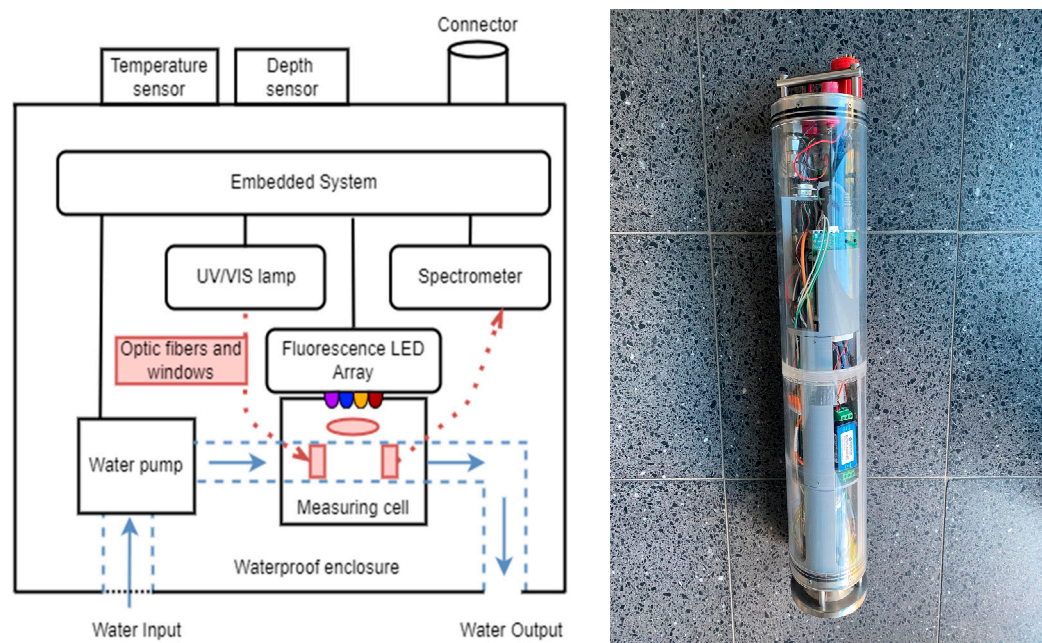 Connector
Temperature
sensor
Depth
sensor
Embedded System
UV/VIS lamp
Spectrometer
Optic fibers and
windows
Fluorescence LED
Array
Water pump
Measuring cell
Waterproof enclosure
Water Input
Water Output